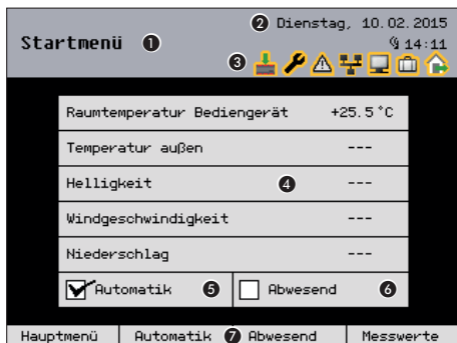 ❷ Dienstag, 10.02.2015
Startmenü ❶
14:11
❸
Raumtemperatur Bediengerät +25.5°C
Temperatur außen ---
Helligkeit ❹ ---
Windgeschwindigkeit ---
Niederschlag ---
Automatik ❺ Abwesend ❻
Hauptmenü Automatik ❼ Abwesend Messwerte